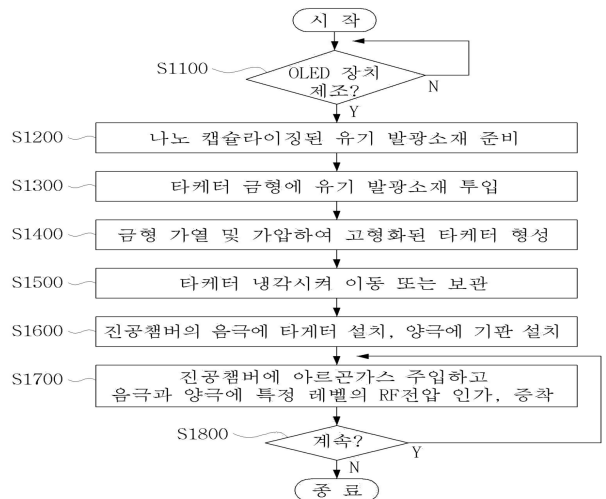 시 작
S1100
OLED 장치
제조?
N
Y
S1200
나노 캡슐라이징된 유기 발광소재 준비
S1300
타케터 금형에 유기 발광소재 투입
S1400
금형 가열 및 가압하여 고형화된 타케터 형성
S1500
타케터 냉각시켜 이동 또는 보관
S1600
진공챔버의 음극에 타게터 설치, 양극에 기판 설치
S1700
진공챔버에 아르곤가스 주입하고
음극과 양극에 특정 레벨의 RF전압 인가, 증착
S1800
계속?
Y
N
종 료